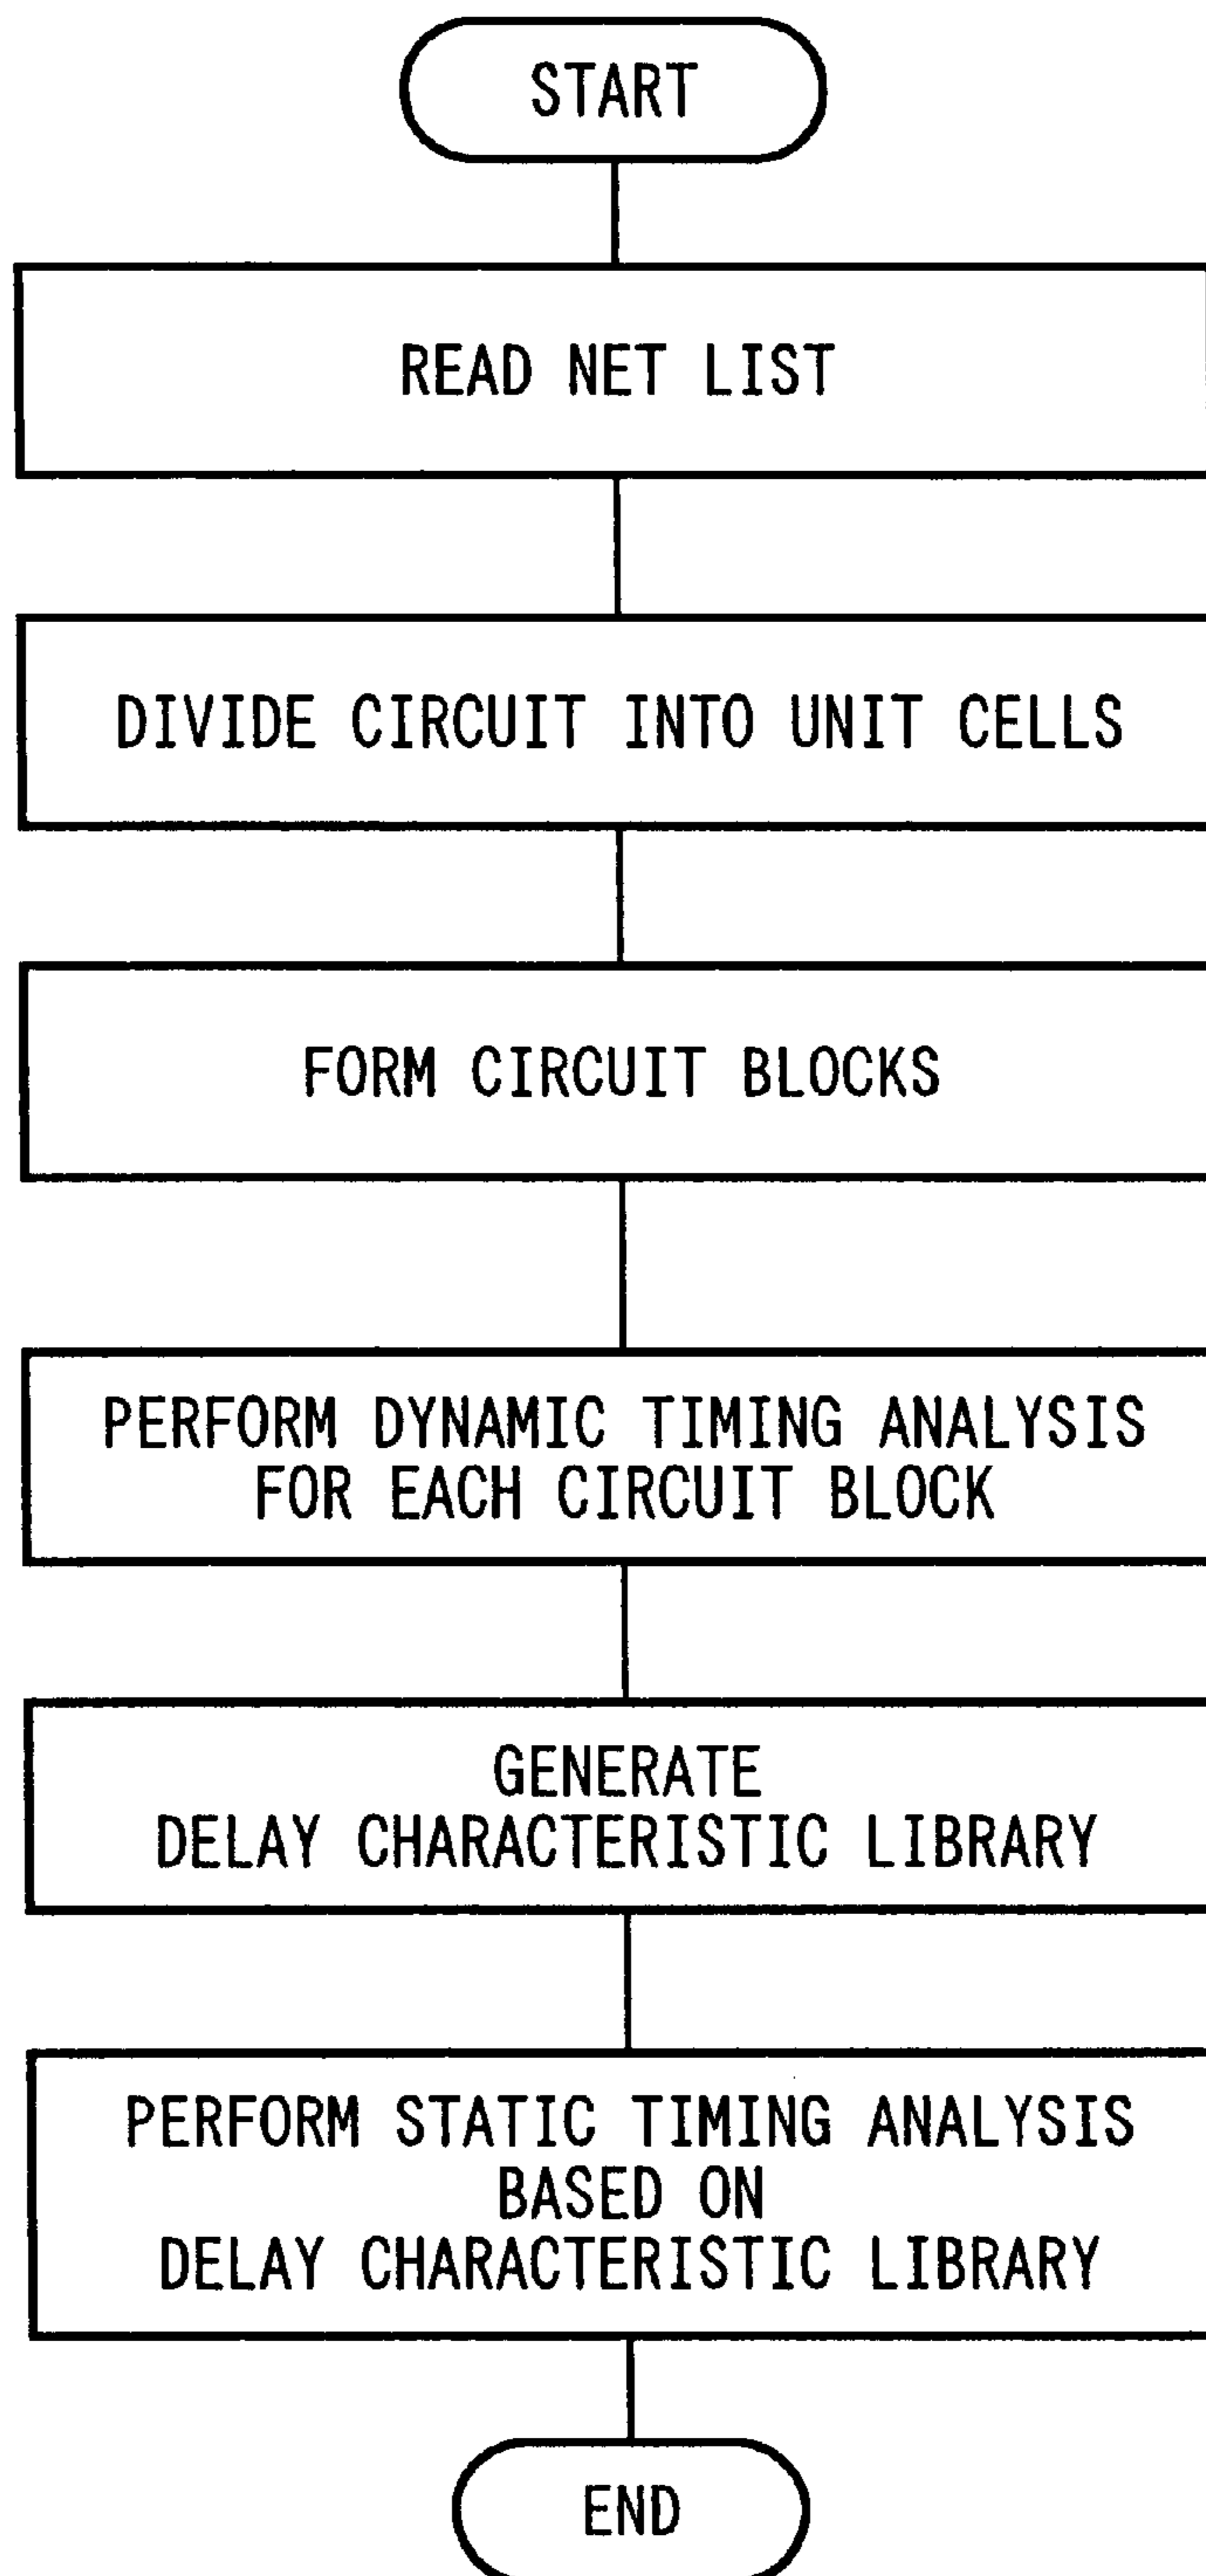 START
READ NET LIST
DIVIDE CIRCUIT INTO UNIT CELLS
FORM CIRCUIT BLOCKS
PERFORM DYNAMIC TIMING ANALYSIS
FOR EACH CIRCUIT BLOCK
GENERATE
DELAY CHARACTERISTIC LIBRARY
PERFORM STATIC TIMING ANALYSIS
BASED ON
DELAY CHARACTERISTIC LIBRARY
END